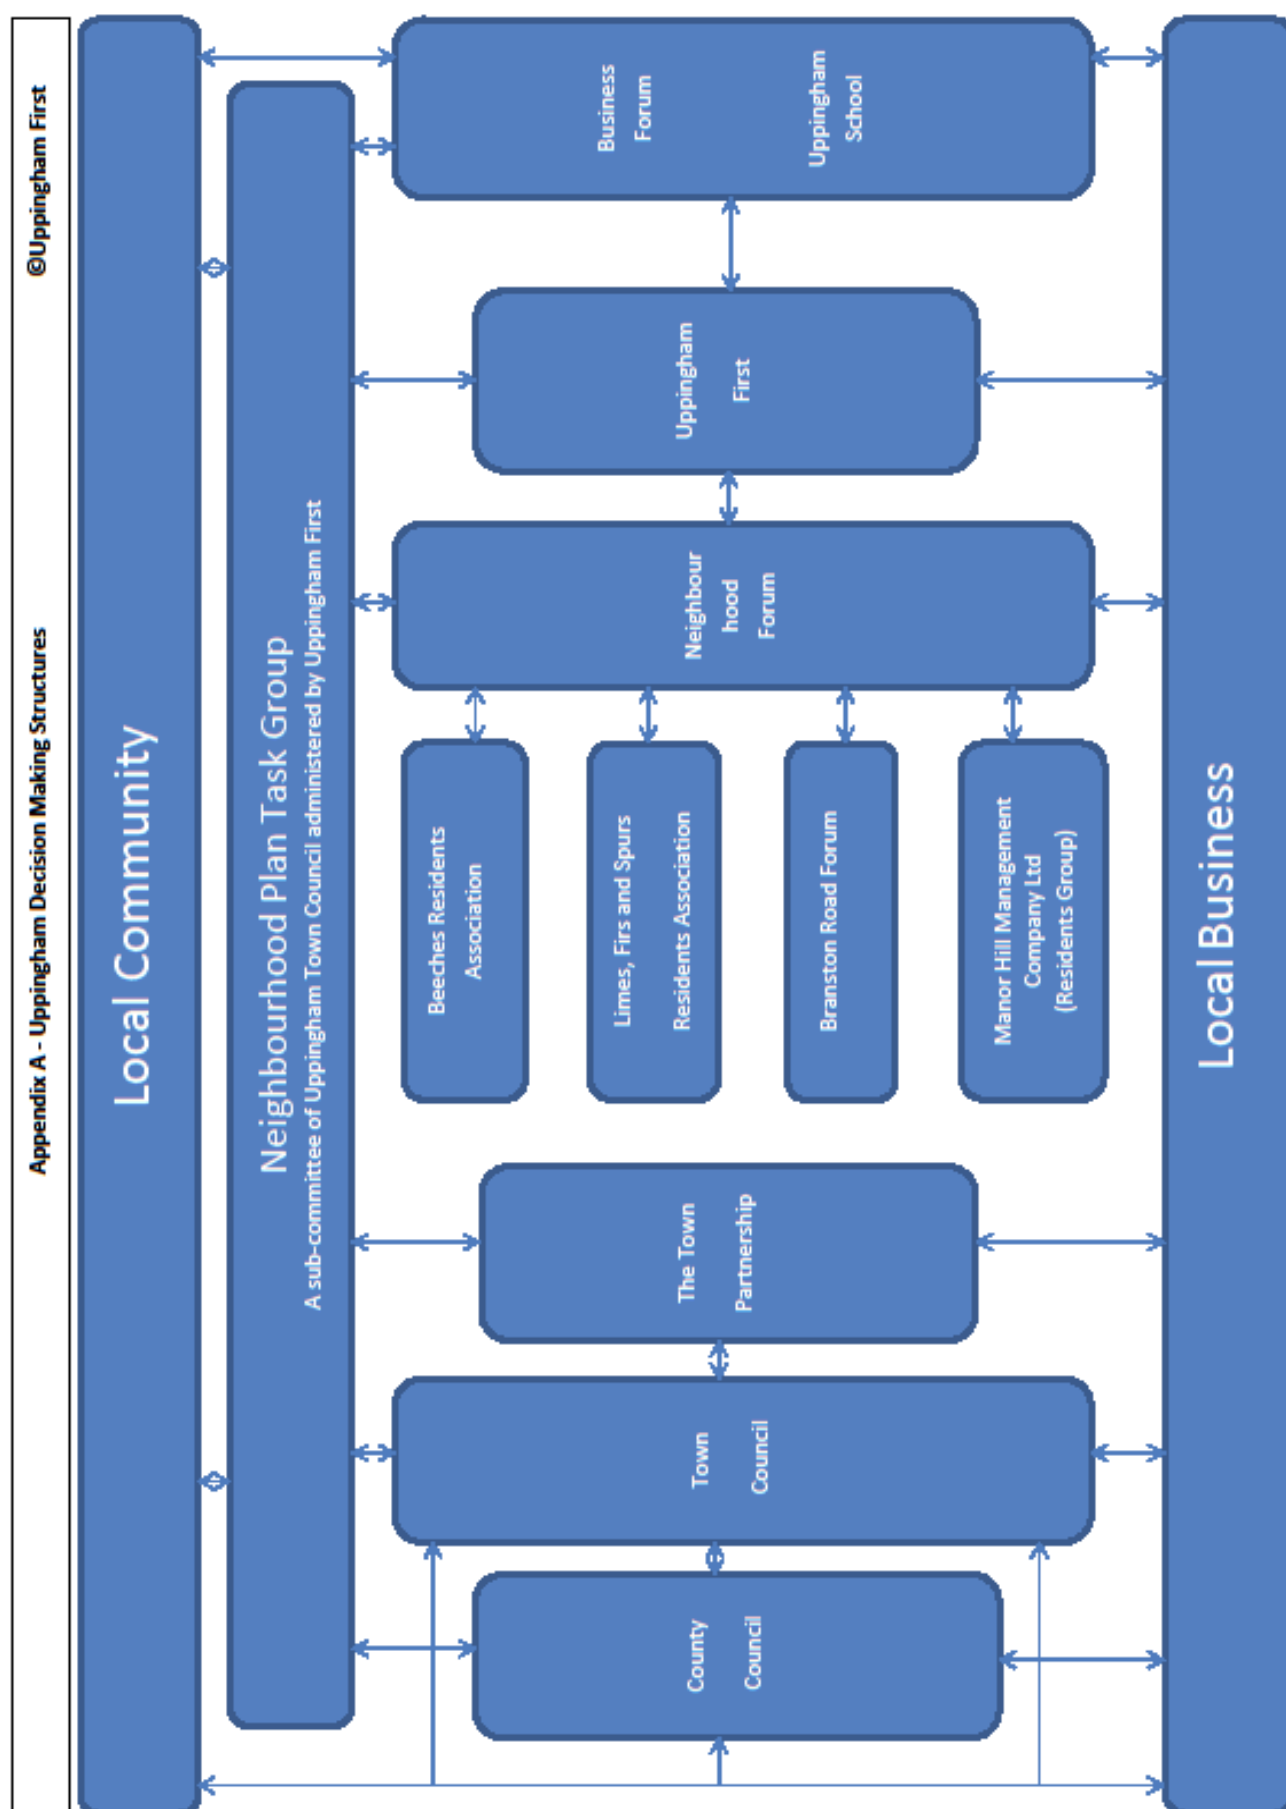 Appendix A - Uppingham Decision Making Structures
©Uppingham First
Local Community
Neighbourhood Plan Task Group
A sub-committee of Uppingham Town Council administered by Uppingham First
County
Council
Town
Council
The Town
Partnership
Beeches Residents
Association
Limes, Firs and Spurs
Residents Association
Branston Road Forum
Manor Hill Management
Company Ltd
(Residents Group)
Neighbour
hood
Forum
Uppingham
First
Business
Forum
Uppingham
School
Local Business